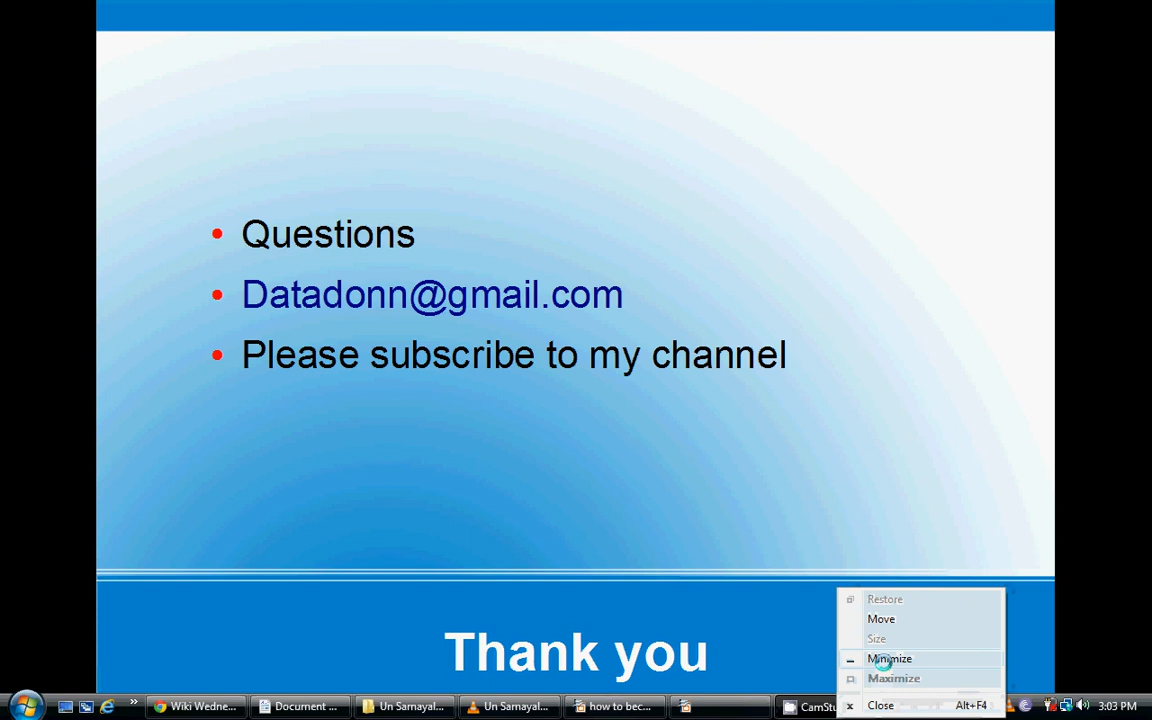 Questions
Datadonn@gmail.com
Please subscribe to my channel
Thank you
Restore
Move
Size
Minimize
Maximize
Close Alt+F4
» Wiki Wedne... Document ... Un Samayal... Un Samayal... how to bec... CamStu 3:03 PM